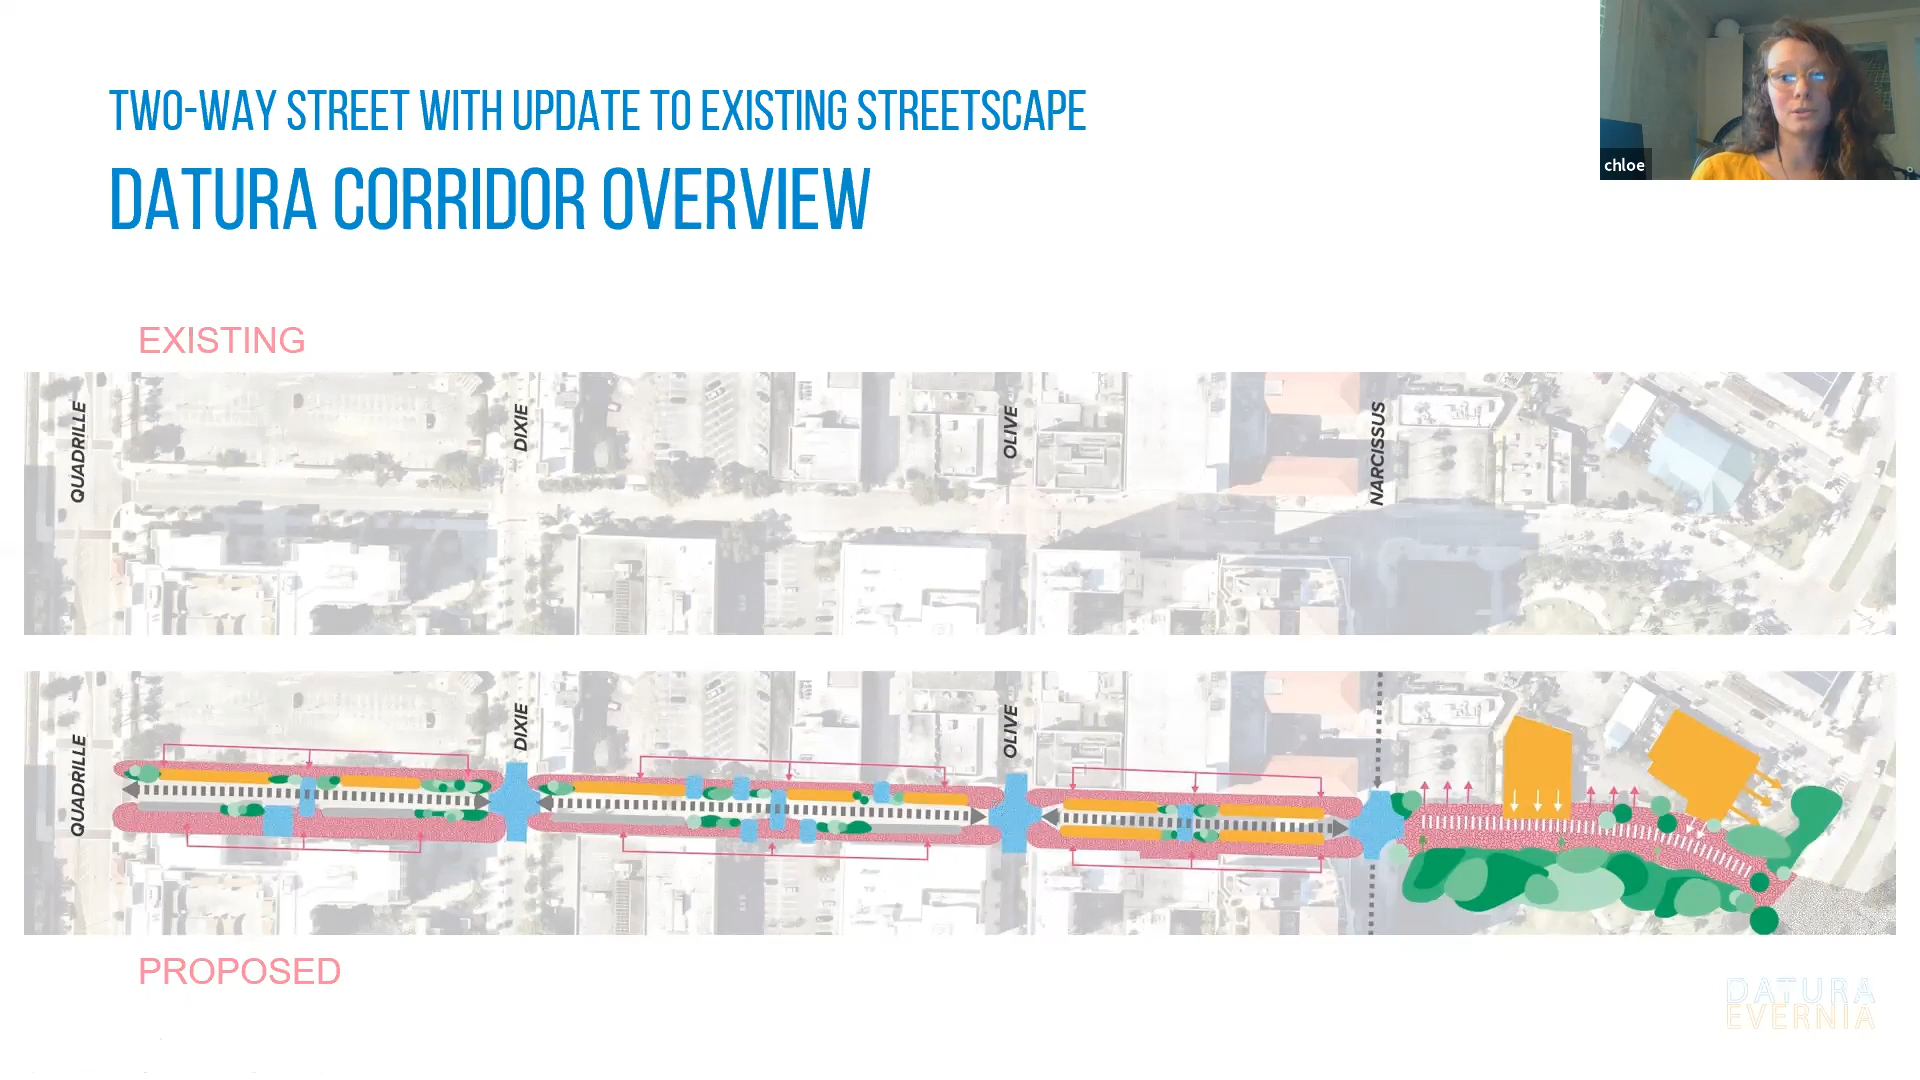 TWO-WAY STREET WITH UPDATE TO EXISTING STREETSCAPE
DATURA CORRIDOR OVERVIEW
chloe
EXISTING
QUADRILE
DIXIE
OLIVE
NARCISSUS
QUADRILLE
DIXIE
OLIVE
PROPOSED
DATURA
EVERNIA